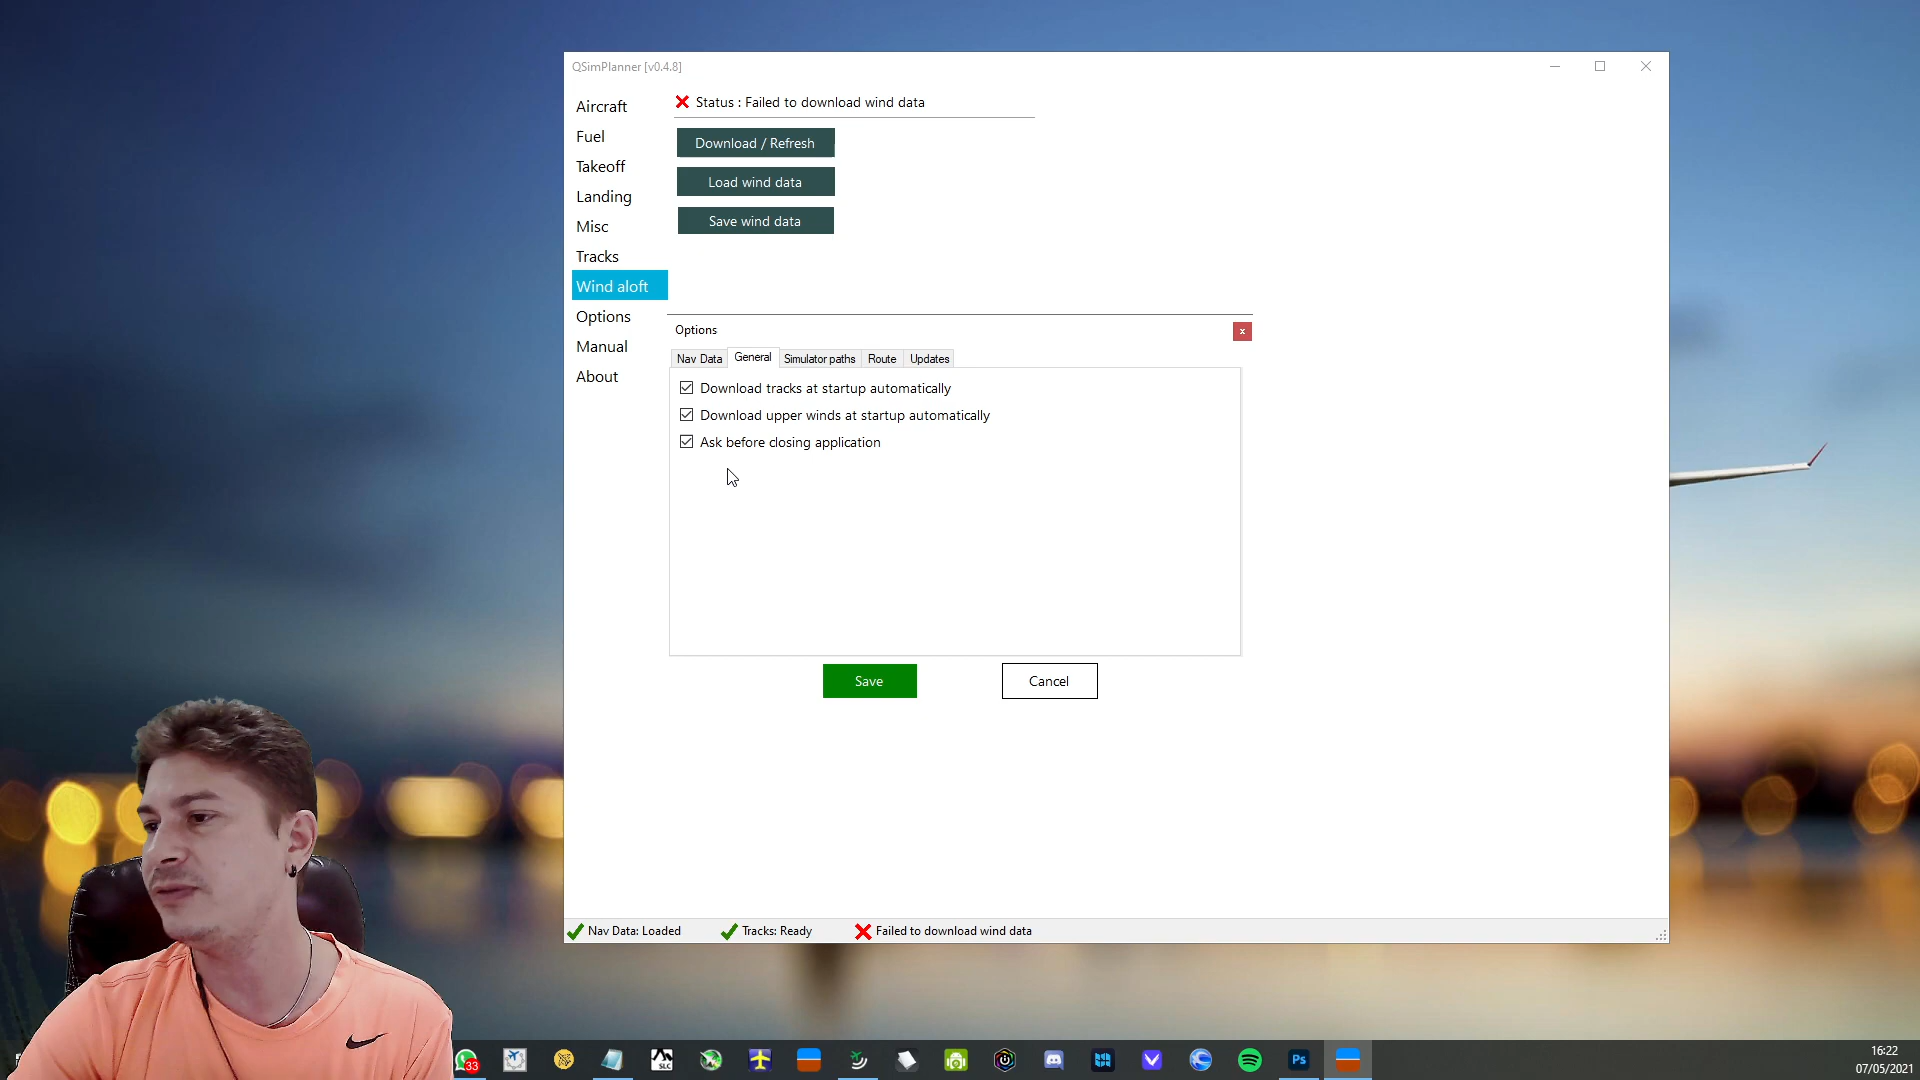 QSimPlanner [v0.4.8]
Aircraft
Fuel
Takeoff
Landing
Misc
Tracks
Wind aloft
Options
Manual
About
Status : Failed to download wind data
Download / Refresh
Load wind data
Save wind data
Options
x
Nav Data General Simulator paths Route Updates
Download tracks at startup automatically
Download upper winds at startup automatically
Ask before closing application
Save Cancel
Nav Data: Loaded Tracks: Ready Failed to download wind data
33
SLC
Ps
16:22
07/05/2021